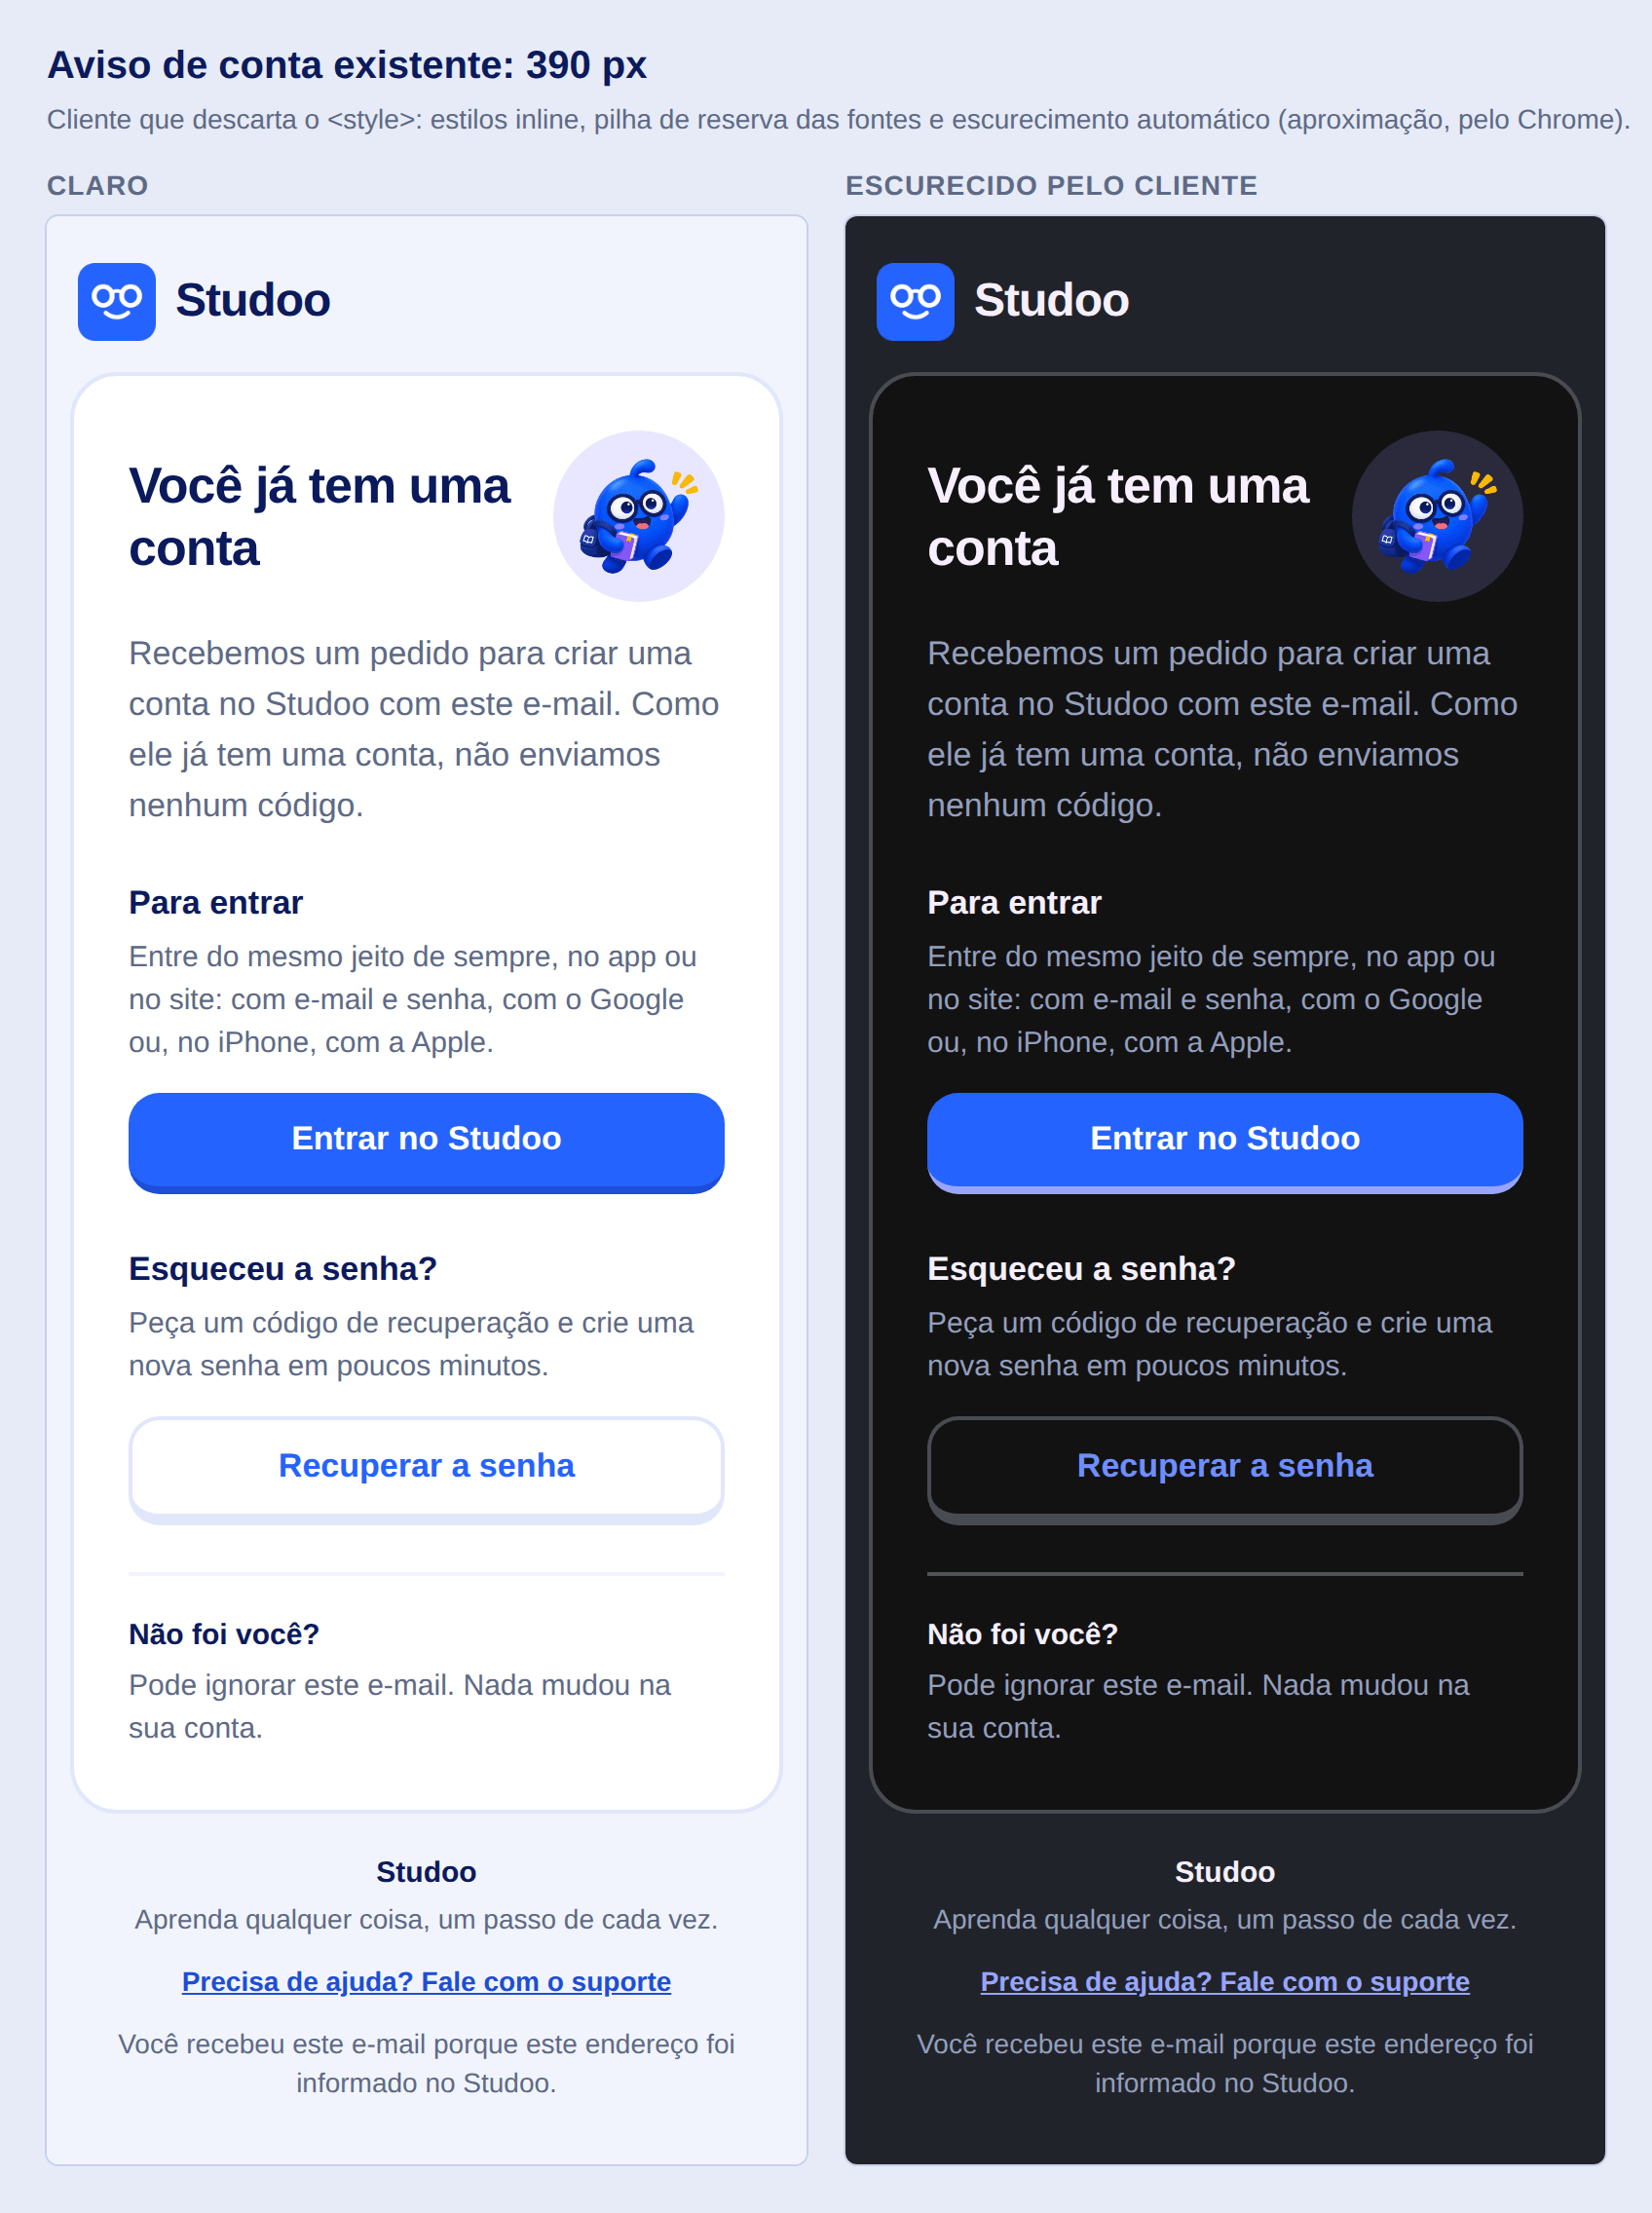 Aviso de conta existente: 390 px
Cliente que descarta o <style>: estilos inline, pilha de reserva das fontes e escurecimento automático (aproximação, pelo Chrome).
CLARO
Studoo
Você já tem uma
conta
Recebemos um pedido para criar uma
conta no Studoo com este e-mail. Como
ele já tem uma conta, não enviamos
nenhum código.
Para entrar
Entre do mesmo jeito de sempre, no app ou
no site: com e-mail e senha, com o Google
ou, no iPhone, com a Apple.
Entrar no Studoo
Esqueceu a senha?
Peça um código de recuperação e crie uma
nova senha em poucos minutos.
Recuperar a senha
Não foi você?
Pode ignorar este e-mail. Nada mudou na
sua conta.
Studoo
Aprenda qualquer coisa, um passo de cada vez.
Precisa de ajuda? Fale com o suporte
Você recebeu este e-mail porque este endereço foi
informado no Studoo.
ESCURECIDO PELO CLIENTE
Studoo
Você já tem uma
conta
Recebemos um pedido para criar uma
conta no Studoo com este e-mail. Como
ele já tem uma conta, não enviamos
nenhum código.
Para entrar
Entre do mesmo jeito de sempre, no app ou
no site: com e-mail e senha, com o Google
ou, no iPhone, com a Apple.
Entrar no Studoo
Esqueceu a senha?
Peça um código de recuperação e crie uma
nova senha em poucos minutos.
Recuperar a senha
Não foi você?
Pode ignorar este e-mail. Nada mudou na
sua conta.
Studoo
Aprenda qualquer coisa, um passo de cada vez.
Precisa de ajuda? Fale com o suporte
Você recebeu este e-mail porque este endereço foi
informado no Studoo.